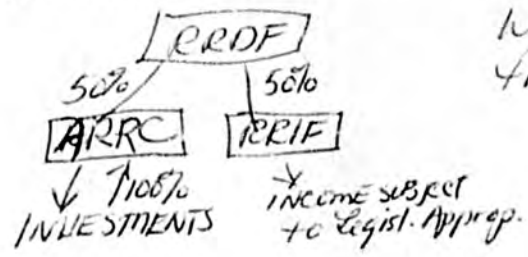 RRDF
50% 50%
ARRC RRIF
100%
INVESTMENTS
INCOME SUBJECT
to Legisl. Approp.